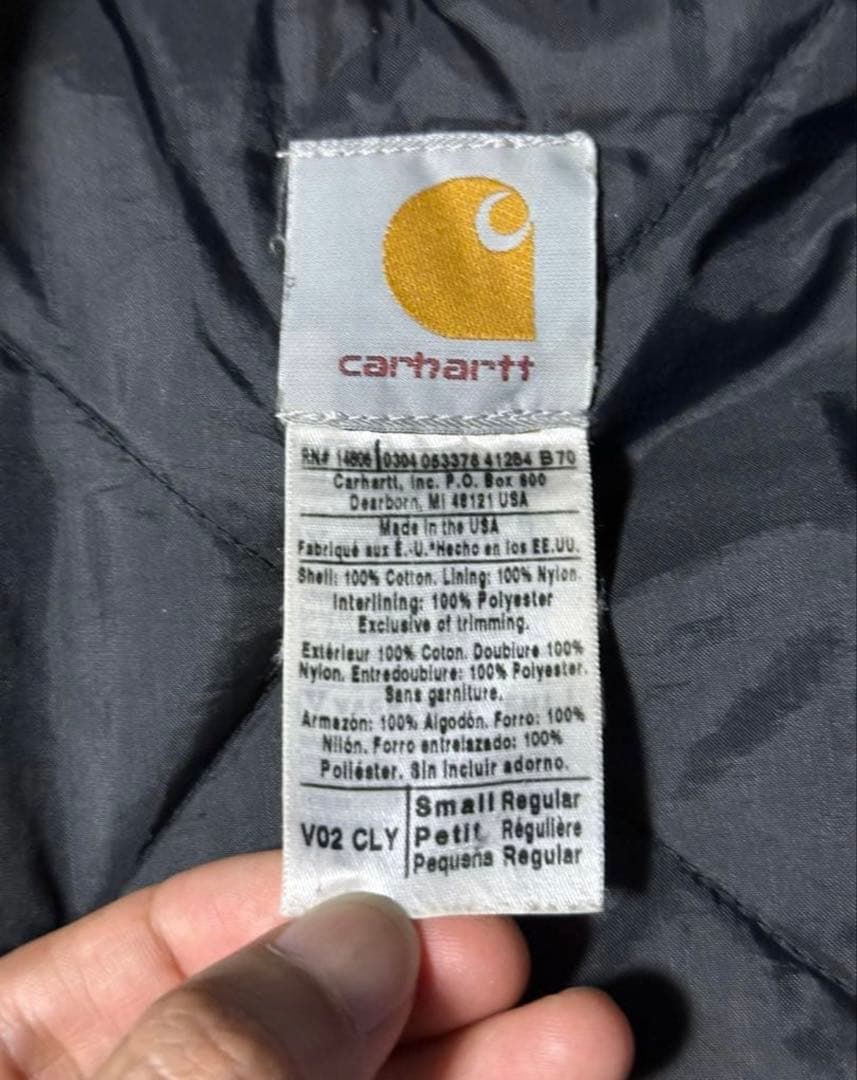 carhartt
RN# 14806 0304 053376 41284 B 70
Carhartt, Inc. P.O. Box 600
Dearborn, MI 48121 USA
Made in the USA
Fabriqué aux É.-U.*Hecho en los EE.UU.
Shell: 100% Cotton. Lining: 100% Nylon.
Interlining: 100% Polyester
Exclusive of trimming.
Extérieur 100% Coton. Doublure 100%
Nylon. Entredoublure: 100% Polyester.
Sans garniture.
Armazón: 100% Algodón. Forro: 100%
Nilón. Forro entrelazado: 100%
Poliéster. Sin incluir adorno.
V02 CLY
Small Regular
Petit Régulière
Pequeña Regular